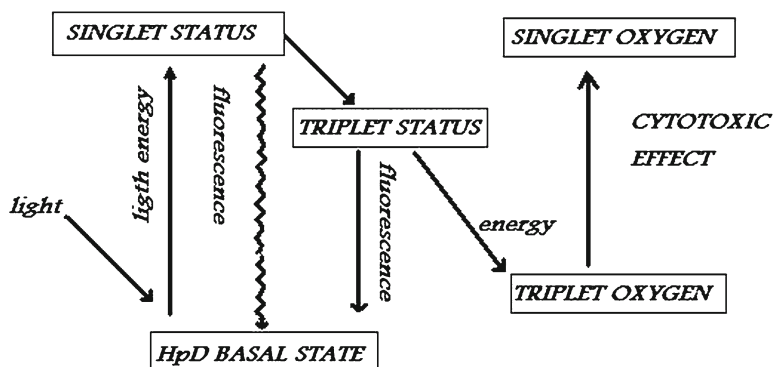 SINGLET STATUS
SINGLET OXYGEN
TRIPLET STATUS
CYTOTOXIC
EFFECT
ligth energy
fluorescence
fluorescence
light
energy
TRIPLET OXYGEN
HpD BASAL STATE